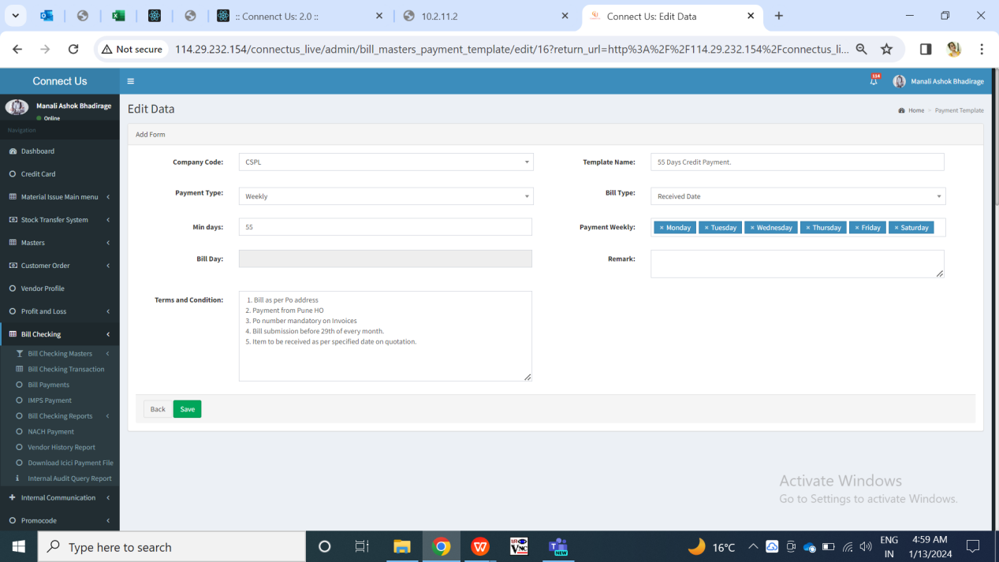 :: Connenct Us: 2.0 ::
10.2.11.2
Connect Us: Edit Data
Not secure
114.29.232.154/connectus_live/admin/bill_masters_payment_template/edit/16?return_url=http%3A%2F%2F114.29.232.154%2Fconnectus_li...
Connect Us
114
Manali Ashok Bhadirage
Manali Ashok Bhadirage
Online
Navigation
Dashboard
Credit Card
Material Issue Main menu
Stock Transfer System
Masters
Customer Order
Vendor Profile
Profit and Loss
Bill Checking
Bill Checking Masters
Bill Checking Transaction
Bill Payments
IMPS Payment
Bill Checking Reports
NACH Payment
Vendor History Report
Download Icici Payment File
Internal Audit Query Report
Internal Communication
Promocode
Edit Data
Home > Payment Template
Add Form
Company Code: CSPL
Template Name: 55 Days Credit Payment.
Payment Type: Weekly
Bill Type: Received Date
Min days: 55
Payment Weekly: × Monday × Tuesday × Wednesday × Thursday × Friday × Saturday
Bill Day:
Remark:
Terms and Condition:
1. Bill as per Po address
2. Payment from Pune HO
3. Po number mandatory on Invoices
4. Bill submission before 29th of every month.
5. Item to be received as per specified date on quotation.
Back
Save
Activate Windows
Go to Settings to activate Windows.
Type here to search
NEW
16°C
ENG
IN
4:59 AM
1/13/2024